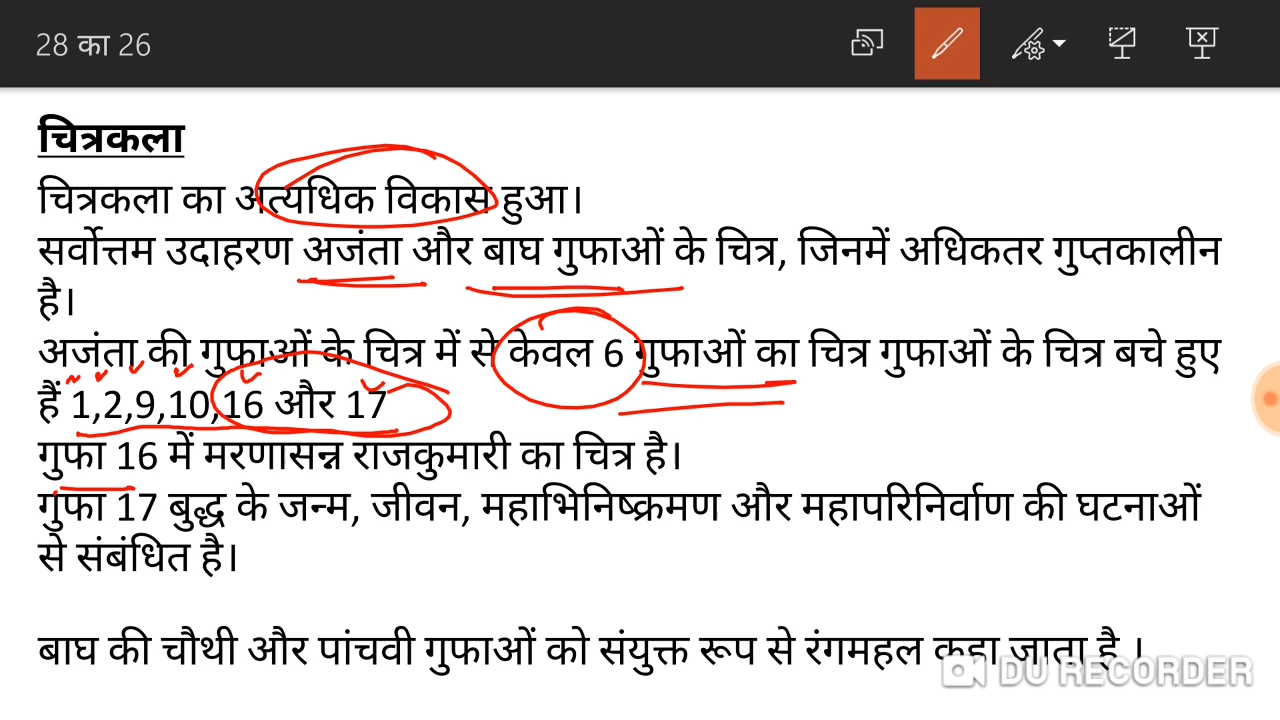 28 का 26
चित्रकला
चित्रकला का अत्यधिक विकास हुआ।
सर्वोत्तम उदाहरण अजंता और बाघ गुफाओं के चित्र, जिनमें अधिकतर गुप्तकालीन
है।
अजंता की गुफाओं के चित्र में से केवल 6 गुफाओं का चित्र गुफाओं के चित्र बचे हुए
हैं 1,2,9,10,16 और 17
गुफा 16 में मरणासन्न राजकुमारी का चित्र है।
गुफा 17 बुद्ध के जन्म, जीवन, महाभिनिष्क्रमण और महापरिनिर्वाण की घटनाओं
से संबंधित है।
बाघ की चौथी और पांचवी गुफाओं को संयुक्त रूप से रंगमहल कहा जाता है ।
DU RECORDER